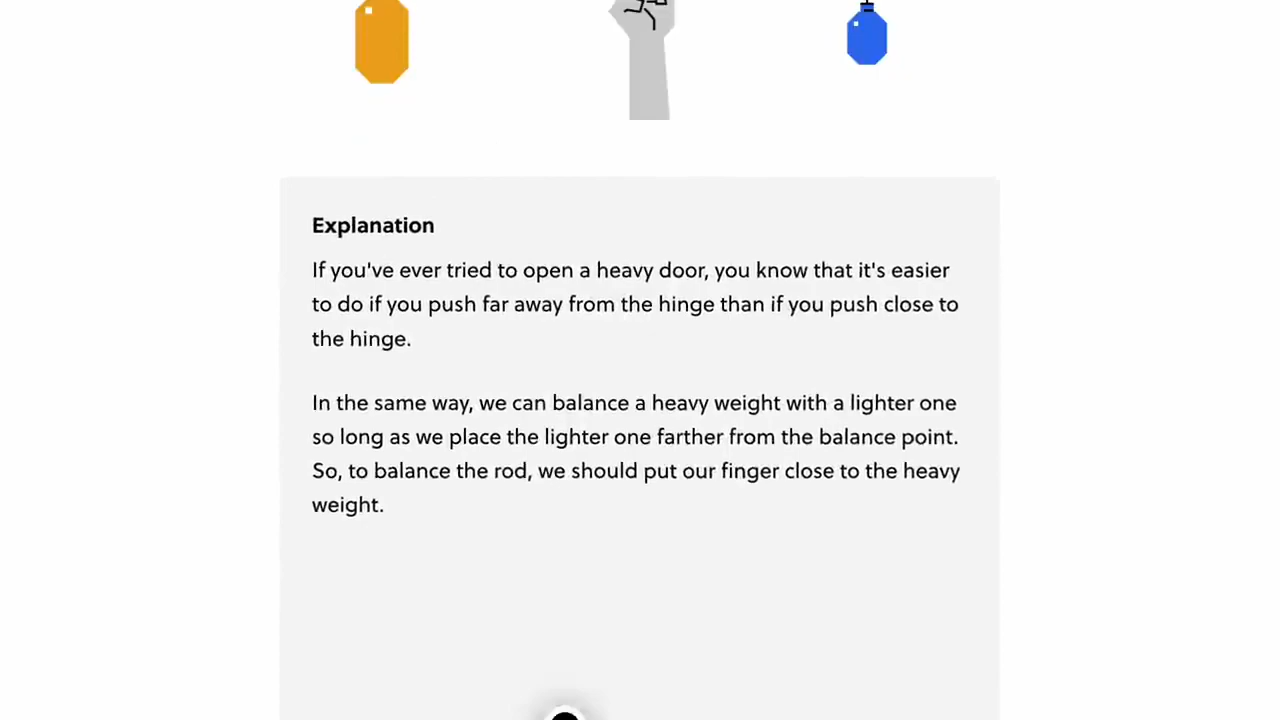 Explanation
If you've ever tried to open a heavy door, you know that it's easier
to do if you push far away from the hinge than if you push close to
the hinge.
In the same way, we can balance a heavy weight with a lighter one
so long as we place the lighter one farther from the balance point.
So, to balance the rod, we should put our finger close to the heavy
weight.